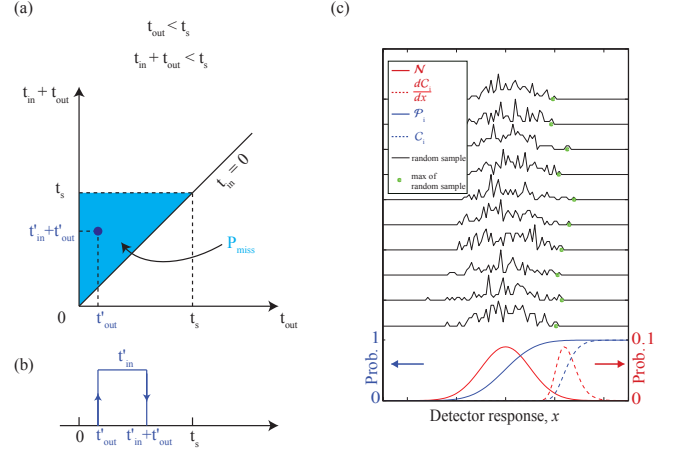 (a)
t_out < t_s
t_in + t_out < t_s
t_in + t_out
t_in = 0
t_s
t'_in+t'_out
P_miss
0
t'_out
t_s
t_out
(b)
t'_in
0
t'_out
t'_in+t'_out
t_s
(c)
𝒩
dC_i/dx
𝒫_i
C_i
random sample
max of
random sample
1
0.1
Prob.
Prob.
0
0
Detector response, x